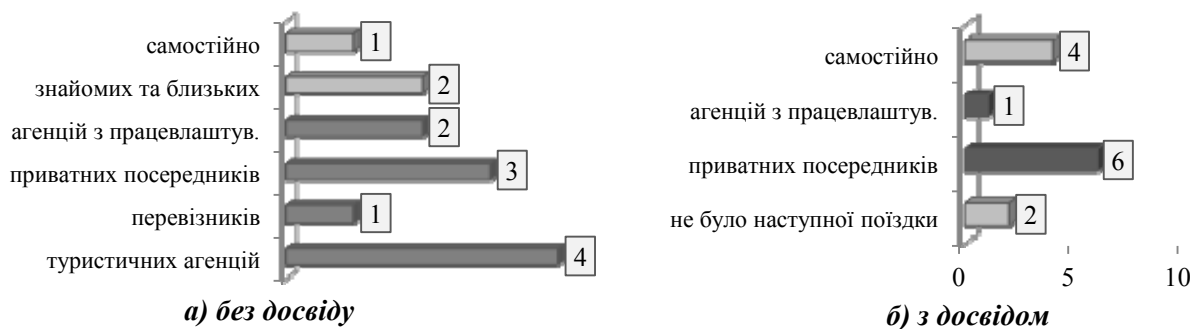 самостійно 1
знайомих та близьких 2
агенцій з працевлаштув. 2
приватних посередників 3
перевізників 1
туристичних агенцій 4
а) без досвіду
самостійно 4
агенцій з працевлаштув. 1
приватних посередників 6
не було наступної поїздки 2
0 5 10
б) з досвідом